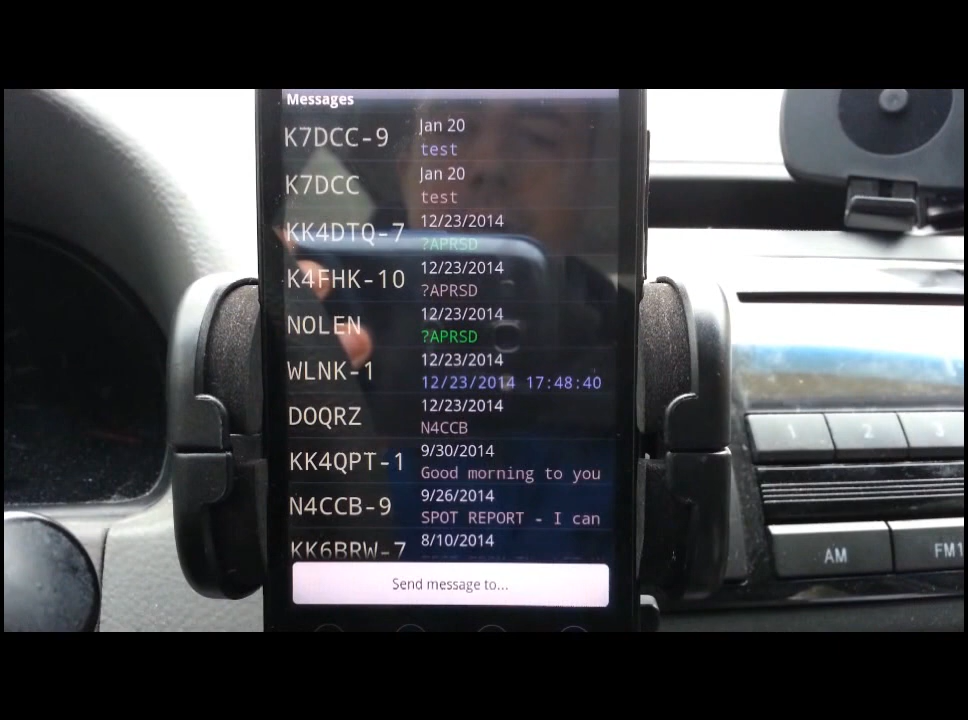 Messages
K7DCC-9
Jan 20
test
K7DCC
Jan 20
test
KK4DTQ-7
12/23/2014
?APRSD
K4FHK-10
12/23/2014
?APRSD
NOLEN
12/23/2014
?APRSD
WLNK-1
12/23/2014
12/23/2014 17:48:40
DOQRZ
12/23/2014
N4CCB
KK4QPT-1
9/30/2014
Good morning to you
N4CCB-9
9/26/2014
SPOT REPORT - I can
KK6BRW-7
8/10/2014
Send message to...
1 2 3
AM FM1